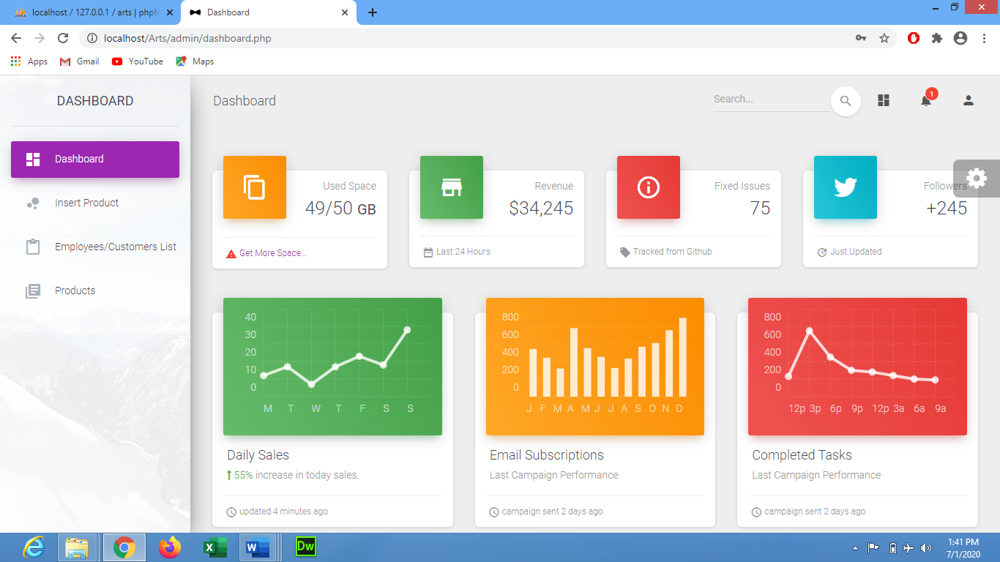 localhost / 127.0.0.1 / arts | phpM
Dashboard
localhost/Arts/admin/dashboard.php
Apps Gmail YouTube Maps
DASHBOARD
Dashboard
Insert Product
Employees/Customers List
Products
Dashboard
Search...
1
Used Space
49/50 GB
Get More Space...
Revenue
$34,245
Last 24 Hours
Fixed Issues
75
Tracked from Github
Followers
+245
Just Updated
40
30
20
10
0
M T W T F S S
Daily Sales
55% increase in today sales.
updated 4 minutes ago
800
600
400
200
0
J F M A M J J A S O N D
Email Subscriptions
Last Campaign Performance
campaign sent 2 days ago
800
600
400
200
0
12p 3p 6p 9p 12p 3a 6a 9a
Completed Tasks
Last Campaign Performance
campaign sent 2 days ago
PMA
X
W
Dw
1:41 PM
7/1/2020